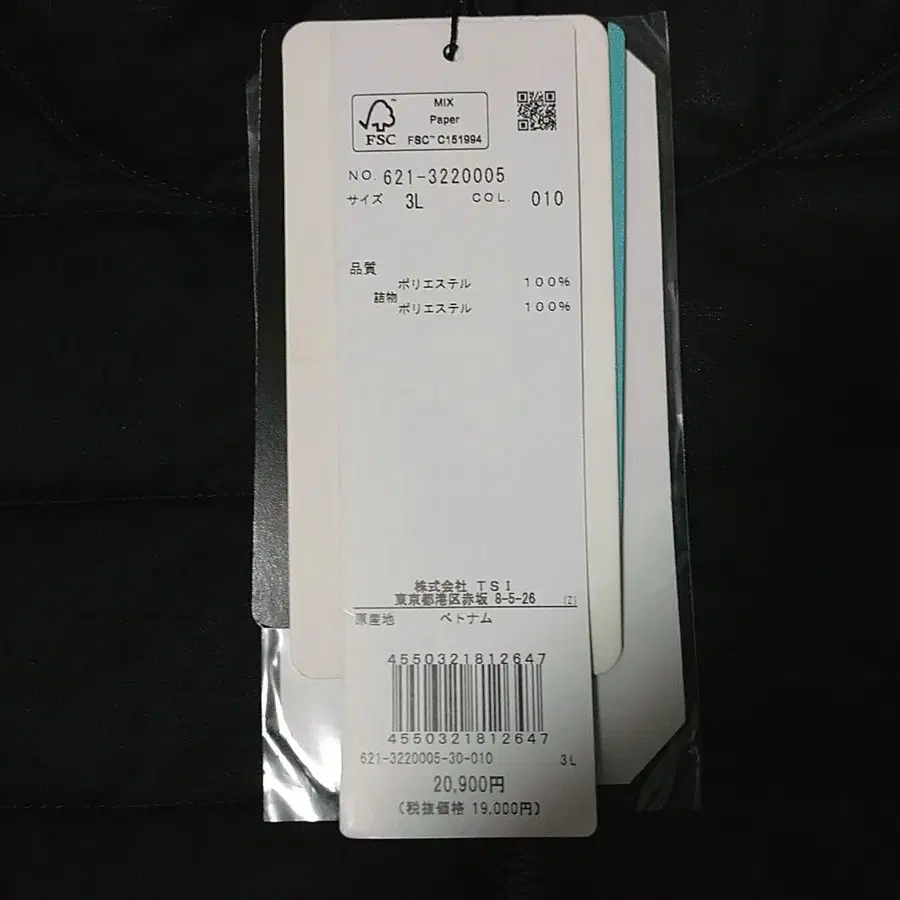 MIX
Paper
FSC™ C151994
FSC
NO. 621-3220005
サイズ 3L COL. 010
品質
ポリエステル 100%
詰物
ポリエステル 100%
株式会社 TSI
東京都港区赤坂 8-5-26 (Z)
原産地 ベトナム
4550321812647
4550321812647
621-3220005-30-010 3L
20,900円
(税抜価格 19,000円)